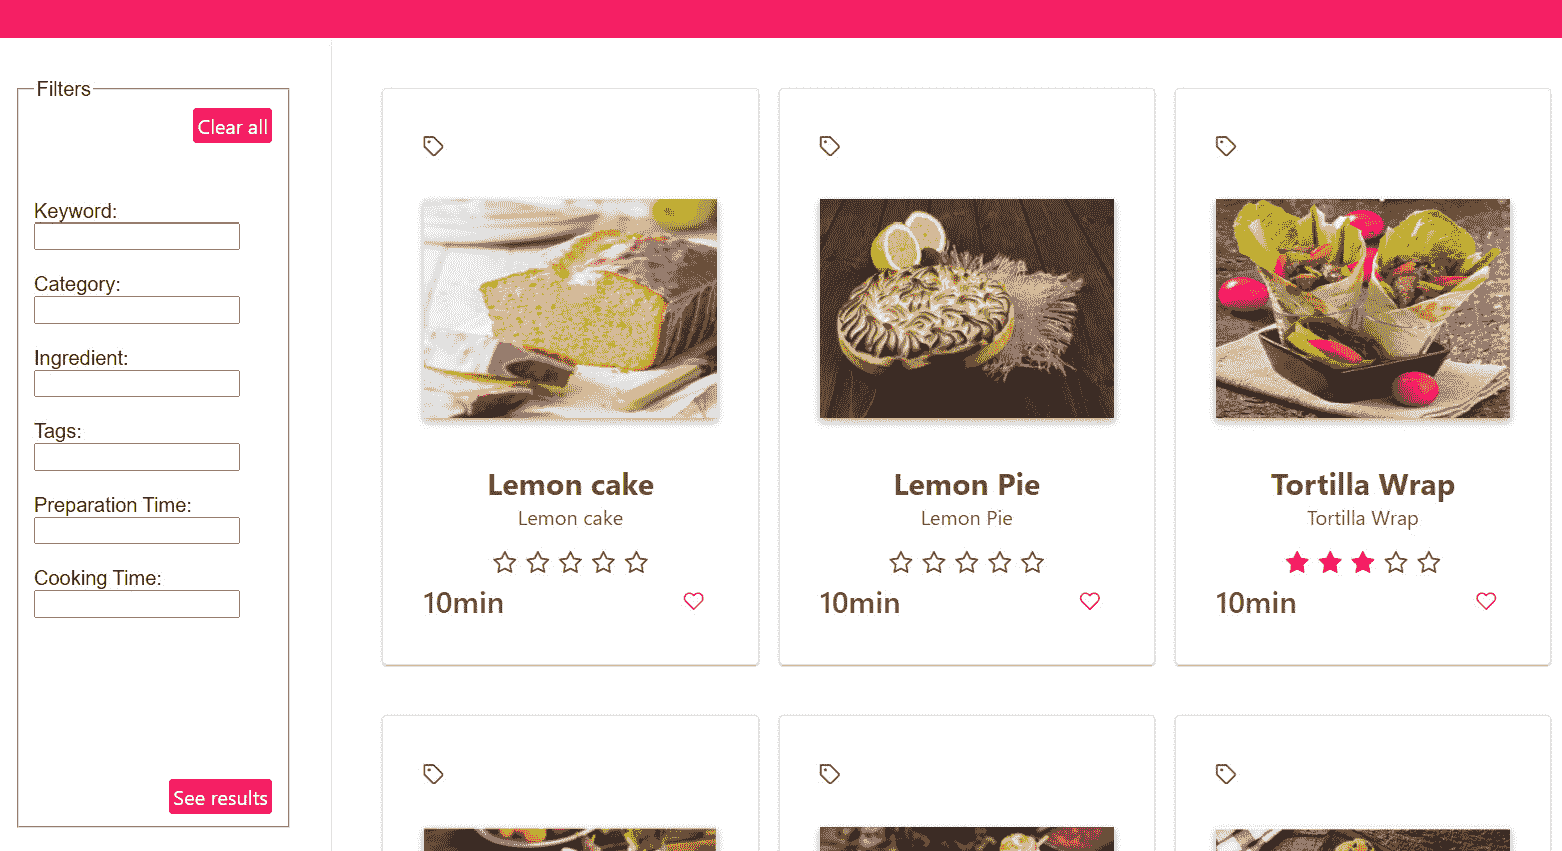 Filters
Clear all
Keyword:
Category:
Ingredient:
Tags:
Preparation Time:
Cooking Time:
See results
Lemon cake
Lemon cake
10min
Lemon Pie
Lemon Pie
10min
Tortilla Wrap
Tortilla Wrap
10min